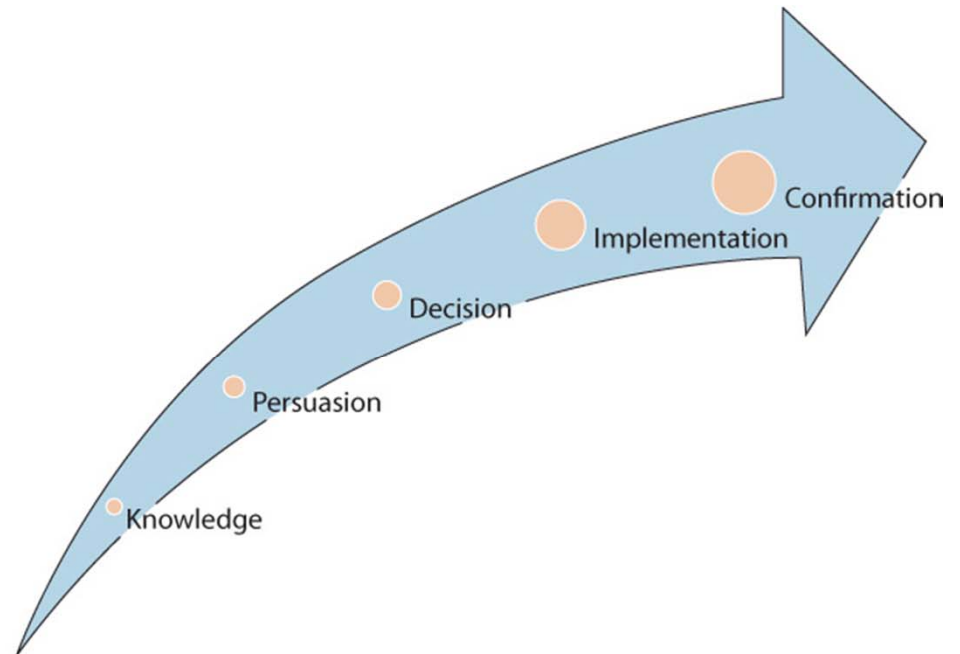 Confirmation
Implementation
Decision
Persuasion
Knowledge